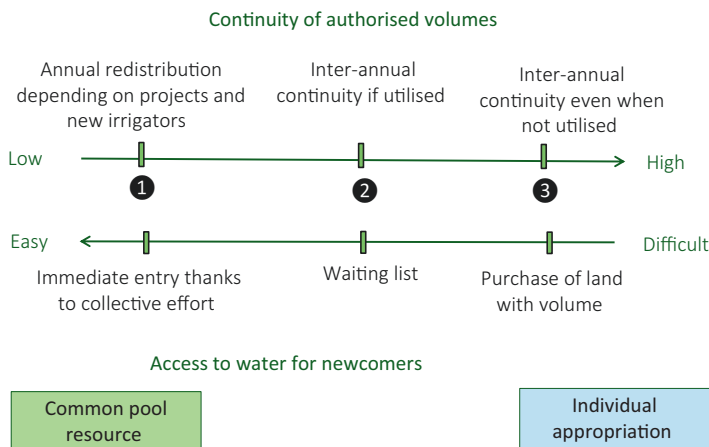 Continuity of authorised volumes
Annual redistribution
depending on projects and
new irrigators
Inter-annual
continuity if utilised
Inter-annual
continuity even when
not utilised
Low
High
1
2
3
Easy
Difficult
Immediate entry thanks
to collective effort
Waiting list
Purchase of land
with volume
Access to water for newcomers
Common pool
resource
Individual
appropriation